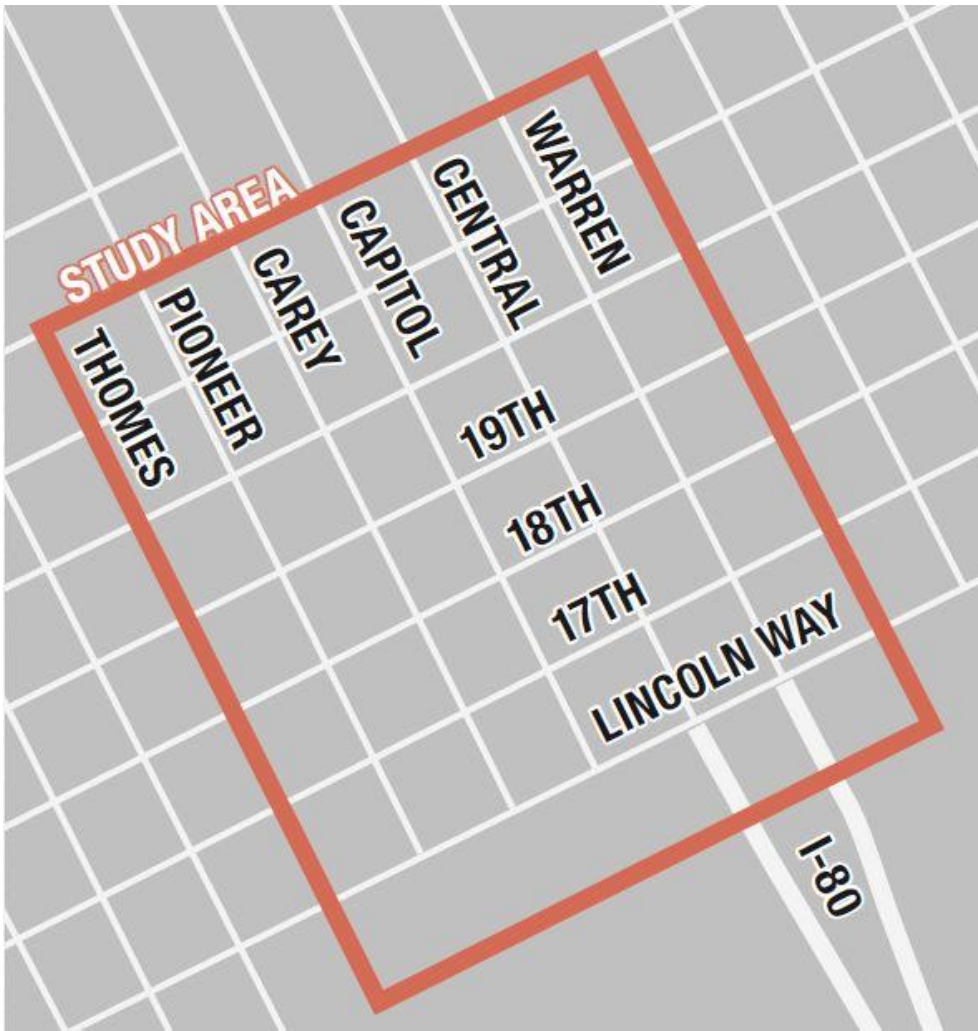 STUDY AREA
THOMES
PIONEER
CAREY
CAPITOL
CENTRAL
WARREN
19TH
18TH
17TH
LINCOLN WAY
I-80